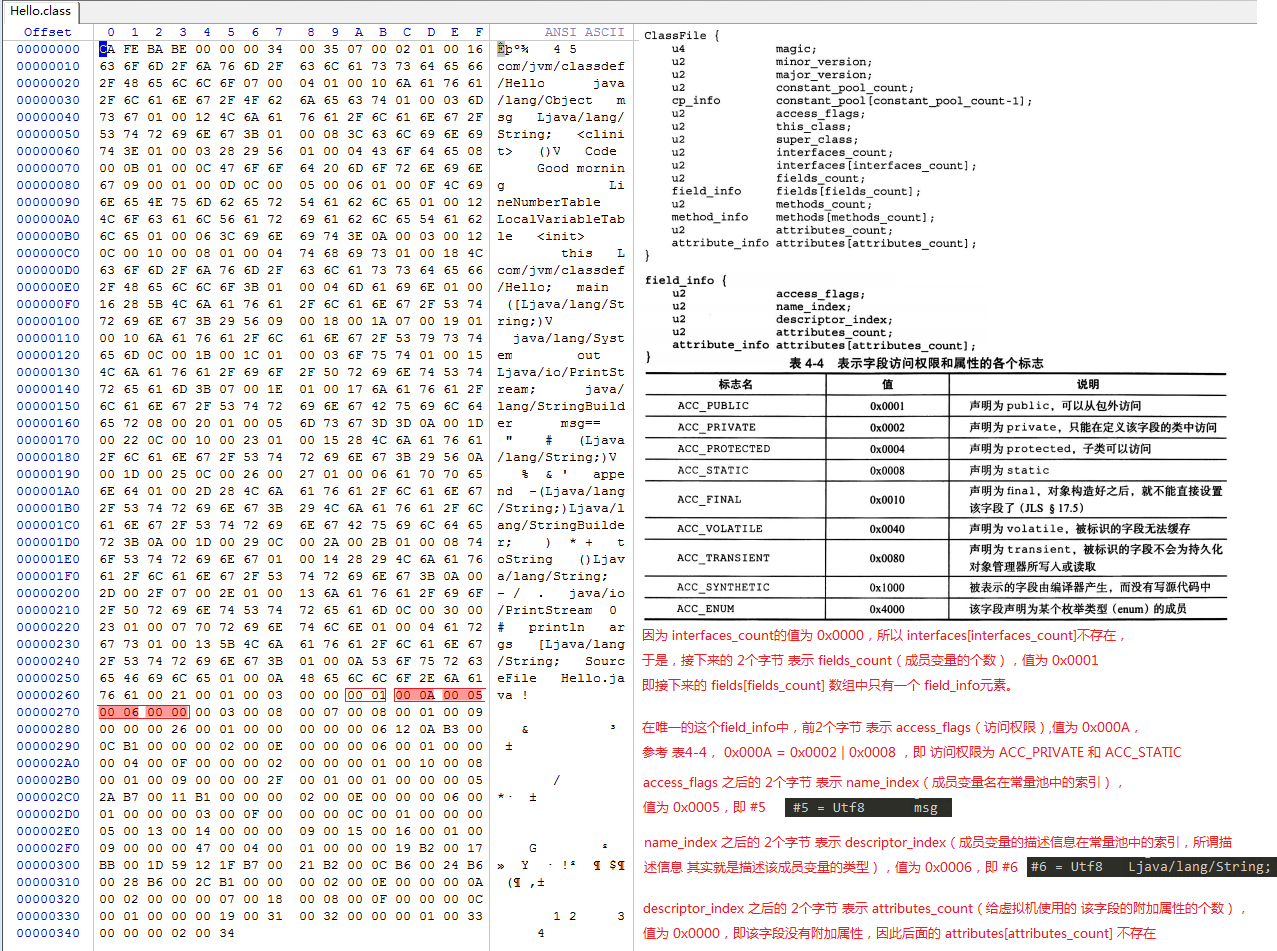 Hello.class
Offset 0 1 2 3 4 5 6 7 8 9 A B C D E F ANSI ASCII
00000000 CA FE BA BE 00 00 00 34 00 35 07 00 02 01 00 16 Êþº¾ 4 5
00000010 63 6F 6D 2F 6A 76 6D 2F 63 6C 61 73 73 64 65 66 com/jvm/classdef
00000020 2F 48 65 6C 6C 6F 07 00 04 01 00 10 6A 61 76 61 /Hello java
00000030 2F 6C 61 6E 67 2F 4F 62 6A 65 63 74 01 00 03 6D /lang/Object m
00000040 73 67 01 00 12 4C 6A 61 76 61 2F 6C 61 6E 67 2F sg Ljava/lang/
00000050 53 74 72 69 6E 67 3B 01 00 08 3C 63 6C 69 6E 69 String; <clini
00000060 74 3E 01 00 03 28 29 56 01 00 04 43 6F 64 65 08 t> ()V Code
00000070 00 0B 01 00 0C 47 6F 6F 64 20 6D 6F 72 6E 69 6E Good mornin
00000080 67 09 00 01 00 0D 0C 00 05 00 06 01 00 0F 4C 69 g Li
00000090 6E 65 4E 75 6D 62 65 72 54 61 62 6C 65 01 00 12 neNumberTable
000000A0 4C 6F 63 61 6C 56 61 72 69 61 62 6C 65 54 61 62 LocalVariableTab
000000B0 6C 65 01 00 06 3C 69 6E 69 74 3E 0A 00 03 00 12 le <init>
000000C0 0C 00 10 00 08 01 00 04 74 68 69 73 01 00 18 4C this L
000000D0 63 6F 6D 2F 6A 76 6D 2F 63 6C 61 73 73 64 65 66 com/jvm/classdef
000000E0 2F 48 65 6C 6C 6F 3B 01 00 04 6D 61 69 6E 01 00 /Hello; main
000000F0 16 28 5B 4C 6A 61 76 61 2F 6C 61 6E 67 2F 53 74 ([Ljava/lang/St
00000100 72 69 6E 67 3B 29 56 09 00 18 00 1A 07 00 19 01 ring;)V
00000110 00 10 6A 61 76 61 2F 6C 61 6E 67 2F 53 79 73 74 java/lang/Syst
00000120 65 6D 0C 00 1B 00 1C 01 00 03 6F 75 74 01 00 15 em out
00000130 4C 6A 61 76 61 2F 69 6F 2F 50 72 69 6E 74 53 74 Ljava/io/PrintSt
00000140 72 65 61 6D 3B 07 00 1E 01 00 17 6A 61 76 61 2F ream; java/
00000150 6C 61 6E 67 2F 53 74 72 69 6E 67 42 75 69 6C 64 lang/StringBuild
00000160 65 72 08 00 20 01 00 05 6D 73 67 3D 3D 0A 00 1D er msg==
00000170 00 22 0C 00 10 00 23 01 00 15 28 4C 6A 61 76 61 " # (Ljava
00000180 2F 6C 61 6E 67 2F 53 74 72 69 6E 67 3B 29 56 0A /lang/String;)V
00000190 00 1D 00 25 0C 00 26 00 27 01 00 06 61 70 70 65 % & ' appe
000001A0 6E 64 01 00 2D 28 4C 6A 61 76 61 2F 6C 61 6E 67 nd -(Ljava/lang
000001B0 2F 53 74 72 69 6E 67 3B 29 4C 6A 61 76 61 2F 6C /String;)Ljava/l
000001C0 61 6E 67 2F 53 74 72 69 6E 67 42 75 69 6C 64 65 ang/StringBuilde
000001D0 72 3B 0A 00 1D 00 29 0C 00 2A 00 2B 01 00 08 74 r; ) * + t
000001E0 6F 53 74 72 69 6E 67 01 00 14 28 29 4C 6A 61 76 oString ()Ljav
000001F0 61 2F 6C 61 6E 67 2F 53 74 72 69 6E 67 3B 0A 00 a/lang/String;
00000200 2D 00 2F 07 00 2E 01 00 13 6A 61 76 61 2F 69 6F - / . java/io
00000210 2F 50 72 69 6E 74 53 74 72 65 61 6D 0C 00 30 00 /PrintStream 0
00000220 23 01 00 07 70 72 69 6E 74 6C 6E 01 00 04 61 72 # println ar
00000230 67 73 01 00 13 5B 4C 6A 61 76 61 2F 6C 61 6E 67 gs [Ljava/lang
00000240 2F 53 74 72 69 6E 67 3B 01 00 0A 53 6F 75 72 63 /String; Sourc
00000250 65 46 69 6C 65 01 00 0A 48 65 6C 6C 6F 2E 6A 61 eFile Hello.ja
00000260 76 61 00 21 00 01 00 03 00 00 00 01 00 0A 00 05 va !
00000270 00 06 00 00 00 03 00 08 00 07 00 08 00 01 00 09
00000280 00 00 00 26 00 01 00 00 00 00 00 06 12 0A B3 00 & ³
00000290 0C B1 00 00 00 02 00 0E 00 00 00 06 00 01 00 00 ±
000002A0 00 04 00 0F 00 00 00 02 00 00 00 01 00 10 00 08
000002B0 00 01 00 09 00 00 00 2F 00 01 00 01 00 00 00 05 /
000002C0 2A B7 00 11 B1 00 00 00 02 00 0E 00 00 00 06 00 *· ±
000002D0 01 00 00 00 03 00 0F 00 00 00 0C 00 01 00 00 00
000002E0 05 00 13 00 14 00 00 00 09 00 15 00 16 00 01 00
000002F0 09 00 00 00 47 00 04 00 01 00 00 00 19 B2 00 17 G ²
00000300 BB 00 1D 59 12 1F B7 00 21 B2 00 0C B6 00 24 B6 » Y · !² ¶ $¶
00000310 00 28 B6 00 2C B1 00 00 00 02 00 0E 00 00 00 0A (¶ ,±
00000320 00 02 00 00 00 07 00 18 00 08 00 0F 00 00 00 0C
00000330 00 01 00 00 00 19 00 31 00 32 00 00 00 01 00 33 1 2 3
00000340 00 00 00 02 00 34 4
ClassFile {
u4 magic;
u2 minor_version;
u2 major_version;
u2 constant_pool_count;
cp_info constant_pool[constant_pool_count-1];
u2 access_flags;
u2 this_class;
u2 super_class;
u2 interfaces_count;
u2 interfaces[interfaces_count];
u2 fields_count;
field_info fields[fields_count];
u2 methods_count;
method_info methods[methods_count];
u2 attributes_count;
attribute_info attributes[attributes_count];
}
field_info {
u2 access_flags;
u2 name_index;
u2 descriptor_index;
u2 attributes_count;
attribute_info attributes[attributes_count];
}
表 4-4 表示字段访问权限和属性的各个标志
标志名 值 说明
ACC_PUBLIC 0x0001 声明为 public，可以从包外访问
ACC_PRIVATE 0x0002 声明为 private，只能在定义该字段的类中访问
ACC_PROTECTED 0x0004 声明为 protected，子类可以访问
ACC_STATIC 0x0008 声明为 static
ACC_FINAL 0x0010 声明为 final，对象构造好之后，就不能直接设置
该字段了（JLS §17.5）
ACC_VOLATILE 0x0040 声明为 volatile，被标识的字段无法缓存
ACC_TRANSIENT 0x0080 声明为 transient，被标识的字段不会为持久化
对象管理器所写入或读取
ACC_SYNTHETIC 0x1000 被表示的字段由编译器产生，而没有写源代码中
ACC_ENUM 0x4000 该字段声明为某个枚举类型（enum）的成员
因为 interfaces_count的值为 0x0000，所以 interfaces[interfaces_count]不存在，
于是，接下来的 2个字节 表示 fields_count（成员变量的个数），值为 0x0001
即接下来的 fields[fields_count] 数组中只有一个 field_info元素。
在唯一的这个field_info中，前2个字节 表示 access_flags（访问权限）,值为 0x000A，
参考 表4-4， 0x000A = 0x0002 | 0x0008 ，即 访问权限为 ACC_PRIVATE 和 ACC_STATIC
access_flags 之后的 2个字节 表示 name_index（成员变量名在常量池中的索引），
值为 0x0005，即 #5 #5 = Utf8 msg
name_index 之后的 2个字节 表示 descriptor_index（成员变量的描述信息在常量池中的索引，所谓描
述信息 其实就是描述该成员变量的类型），值为 0x0006，即 #6 #6 = Utf8 Ljava/lang/String;
descriptor_index 之后的 2个字节 表示 attributes_count（给虚拟机使用的 该字段的附加属性的个数），
值为 0x0000，即该字段没有附加属性，因此后面的 attributes[attributes_count] 不存在